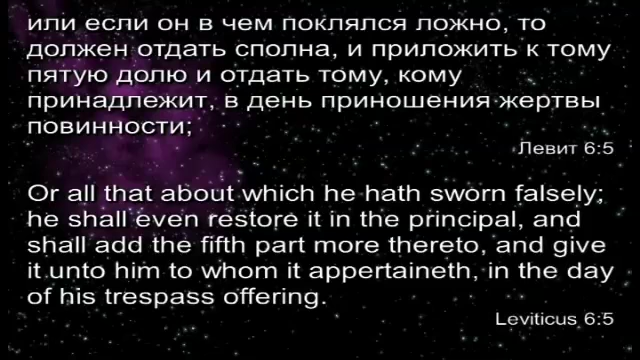 или если он в чем поклялся ложно, то
должен отдать сполна, и приложить к тому
пятую долю и отдать тому, кому
принадлежит, в день приношения жертвы
повинности;
Левит 6:5
Or all that about which he hath sworn falsely;
he shall even restore it in the principal, and
shall add the fifth part more thereto, and give
it unto him to whom it appertaineth, in the day
of his trespass offering.
Leviticus 6:5